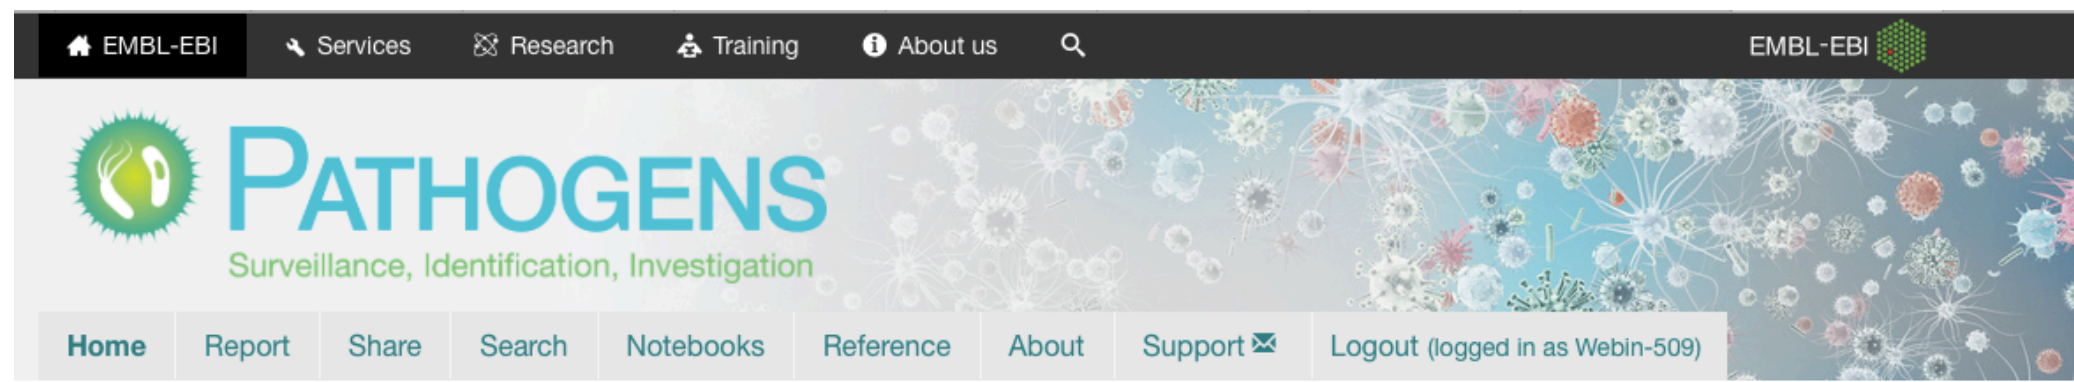 EMBL-EBI Services Research Training About us EMBL-EBI
PATHOGENS
Surveillance, Identification, Investigation
Home Report Share Search Notebooks Reference About Support Logout (logged in as Webin-509)